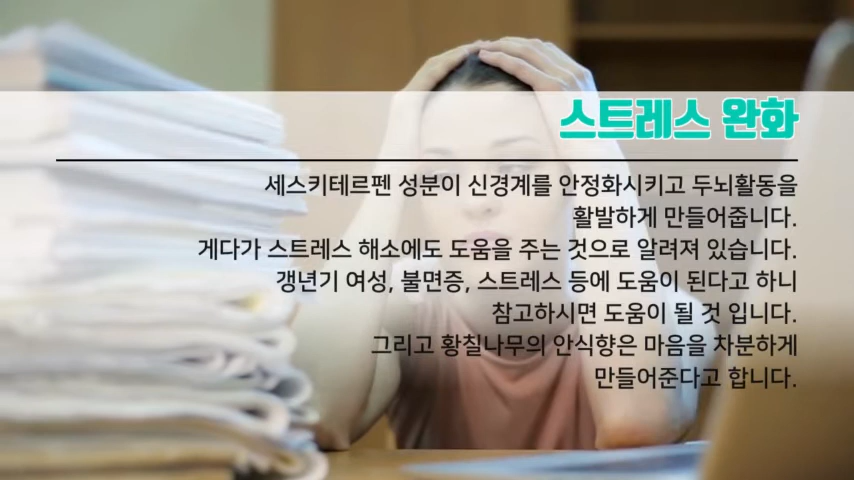 스트레스 완화
세스키테르펜 성분이 신경계를 안정화시키고 두뇌활동을
활발하게 만들어줍니다.
게다가 스트레스 해소에도 도움을 주는 것으로 알려져 있습니다.
갱년기 여성, 불면증, 스트레스 등에 도움이 된다고 하니
참고하시면 도움이 될 것 입니다.
그리고 황칠나무의 안식향은 마음을 차분하게
만들어준다고 합니다.